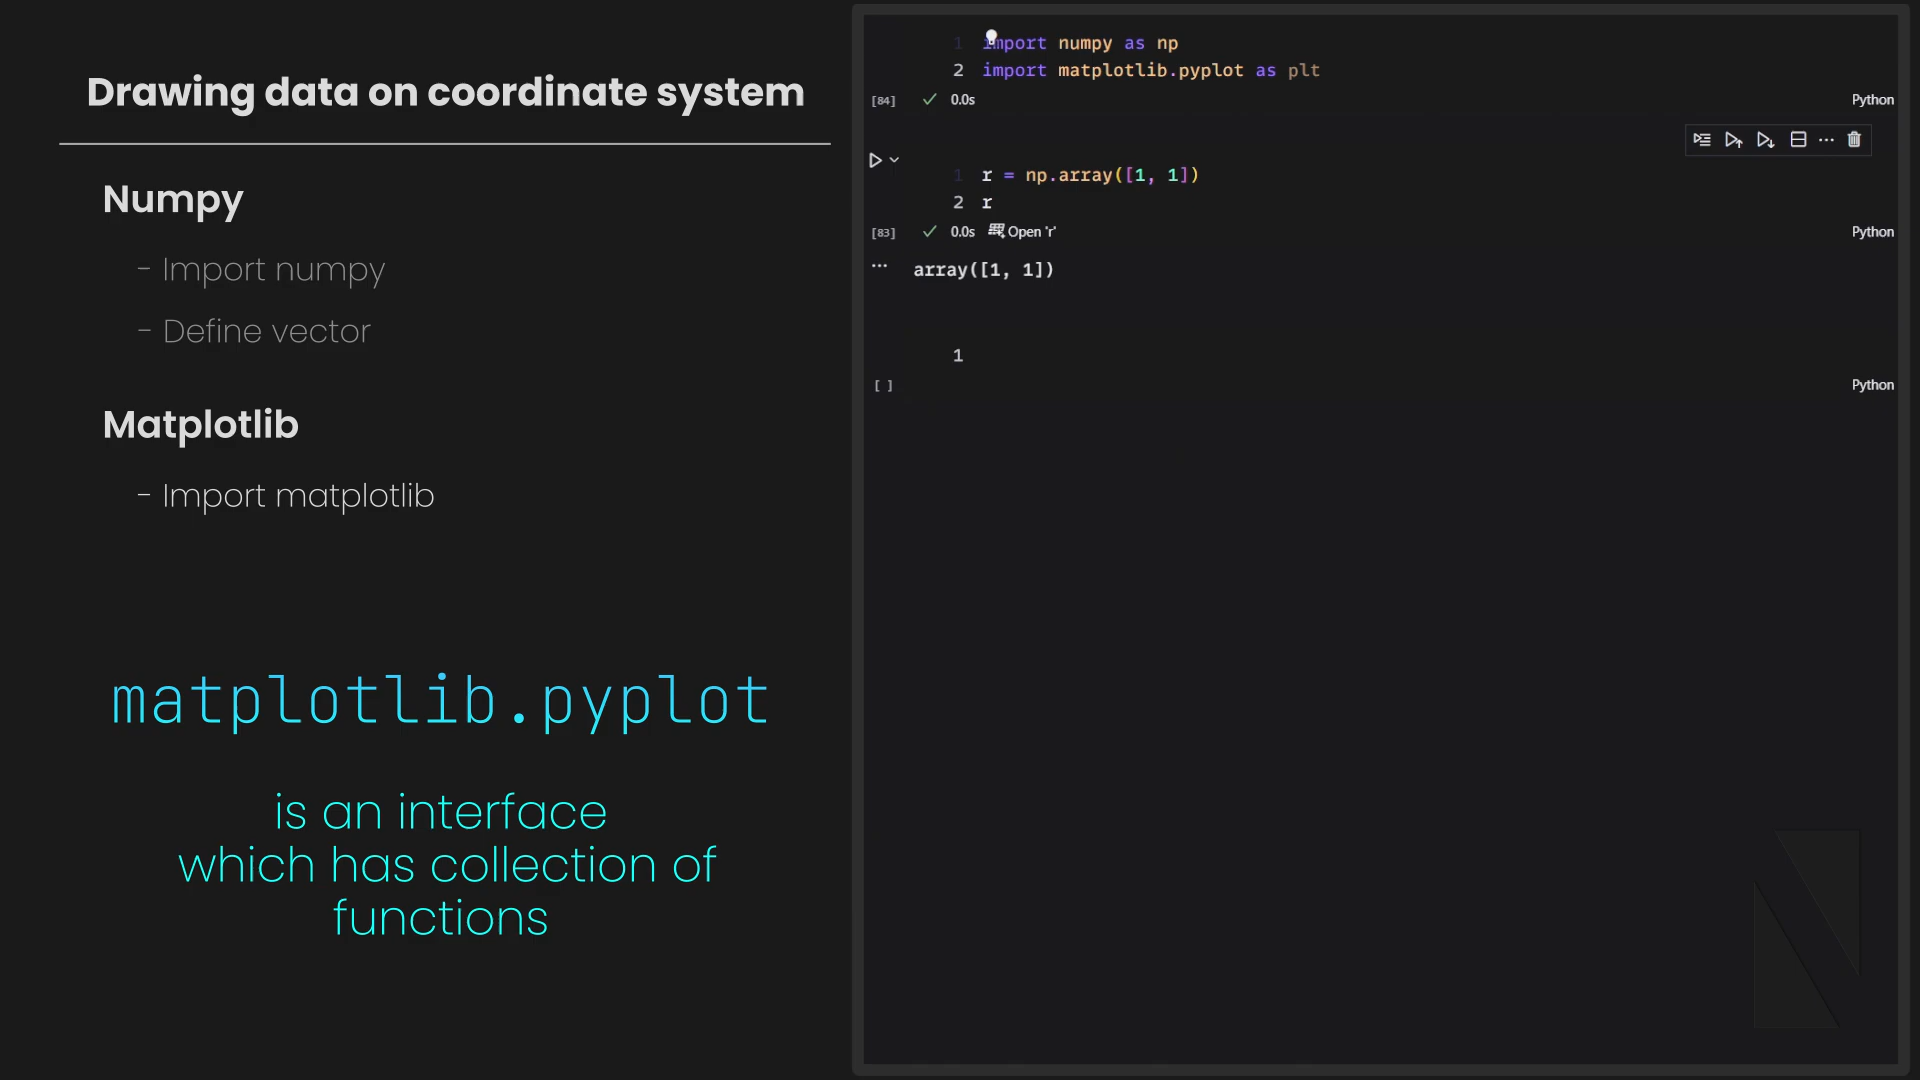 Drawing data on coordinate system
Numpy
- Import numpy
- Define vector
Matplotlib
- Import matplotlib
matplotlib.pyplot
is an interface
which has collection of
functions
1 import numpy as np
2 import matplotlib.pyplot as plt
[84] 0.0s Python
1 r = np.array([1, 1])
2 r
[83] 0.0s Open 'r' Python
... array([1, 1])
1
[ ] Python